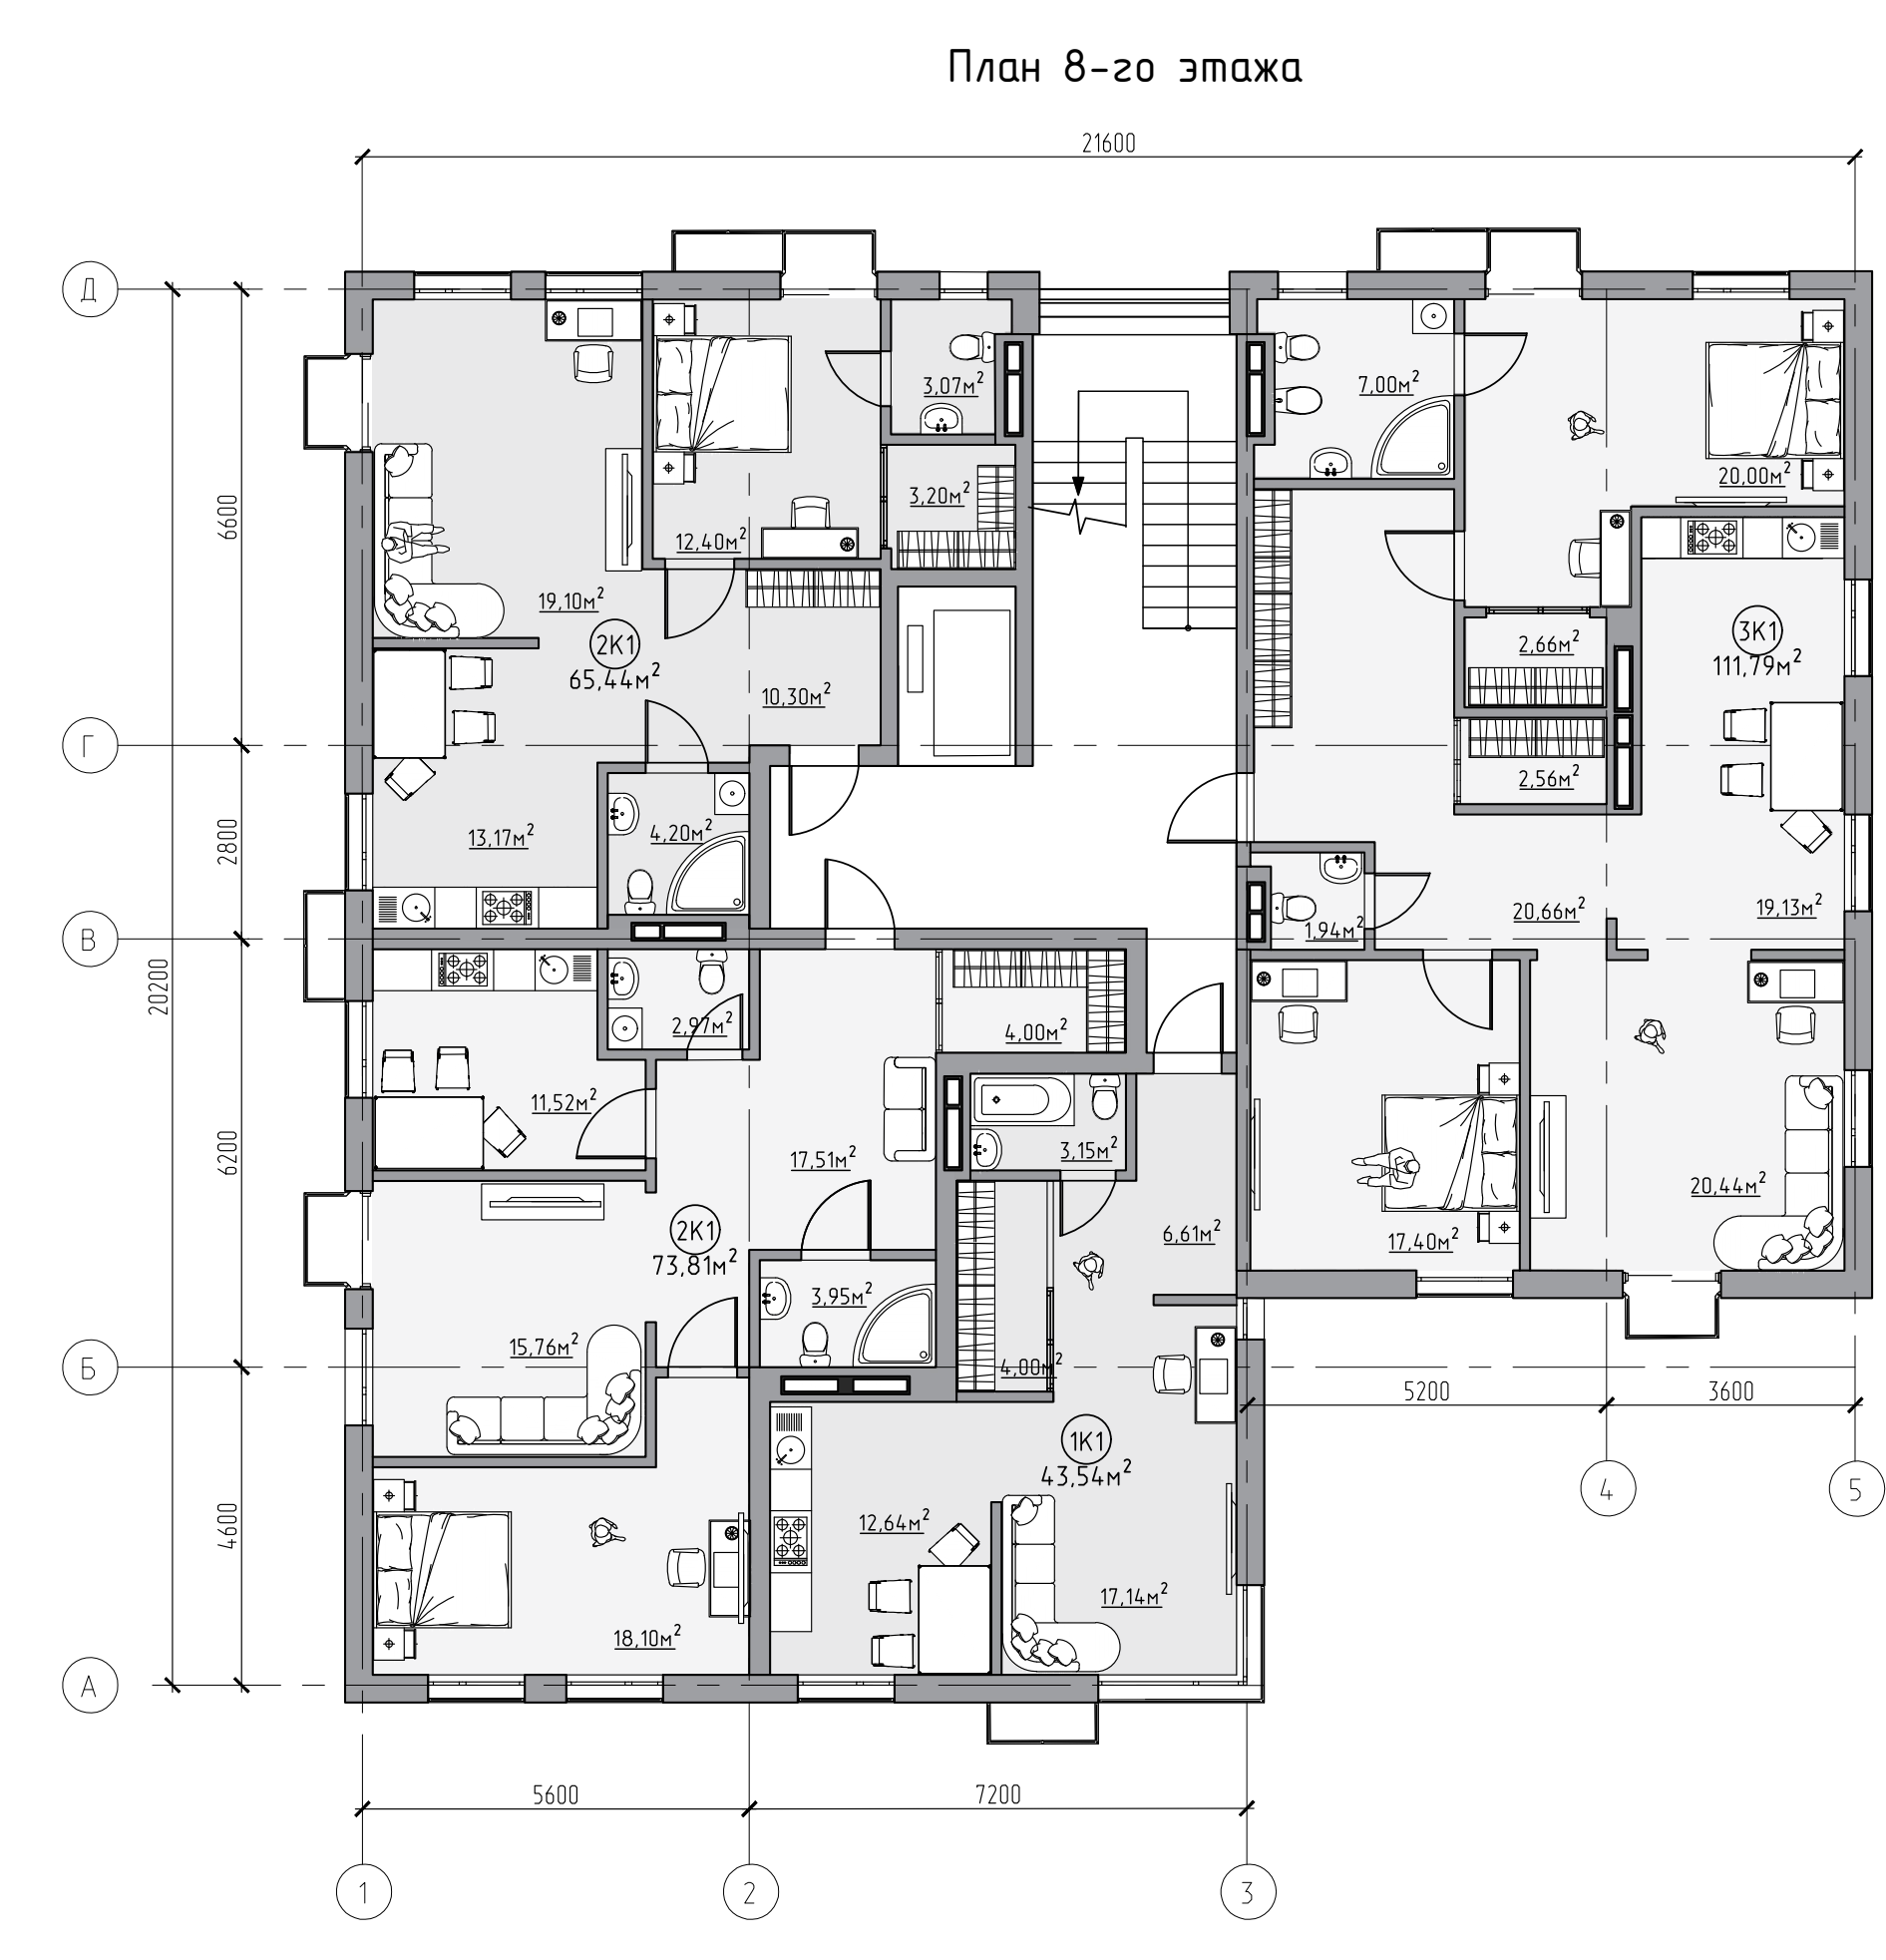 План 8-го этажа
21600
Д
Г
В
Б
А
6600
2800
20200
6200
4600
3,07м²
7,00м²
20,00м²
3,20м²
12,40м²
19,10м²
2К1
65,44м²
10,30м²
2,66м²
3К1
111,79м²
2,56м²
13,17м²
4,20м²
1,94м²
20,66м²
19,13м²
2,97м²
4,00м²
11,52м²
17,51м²
3,15м²
6,61м²
17,40м²
20,44м²
2К1
73,81м²
3,95м²
15,76м²
4,00м²
5200
3600
1К1
43,54м²
12,64м²
17,14м²
18,10м²
4
5
5600
7200
1
2
3